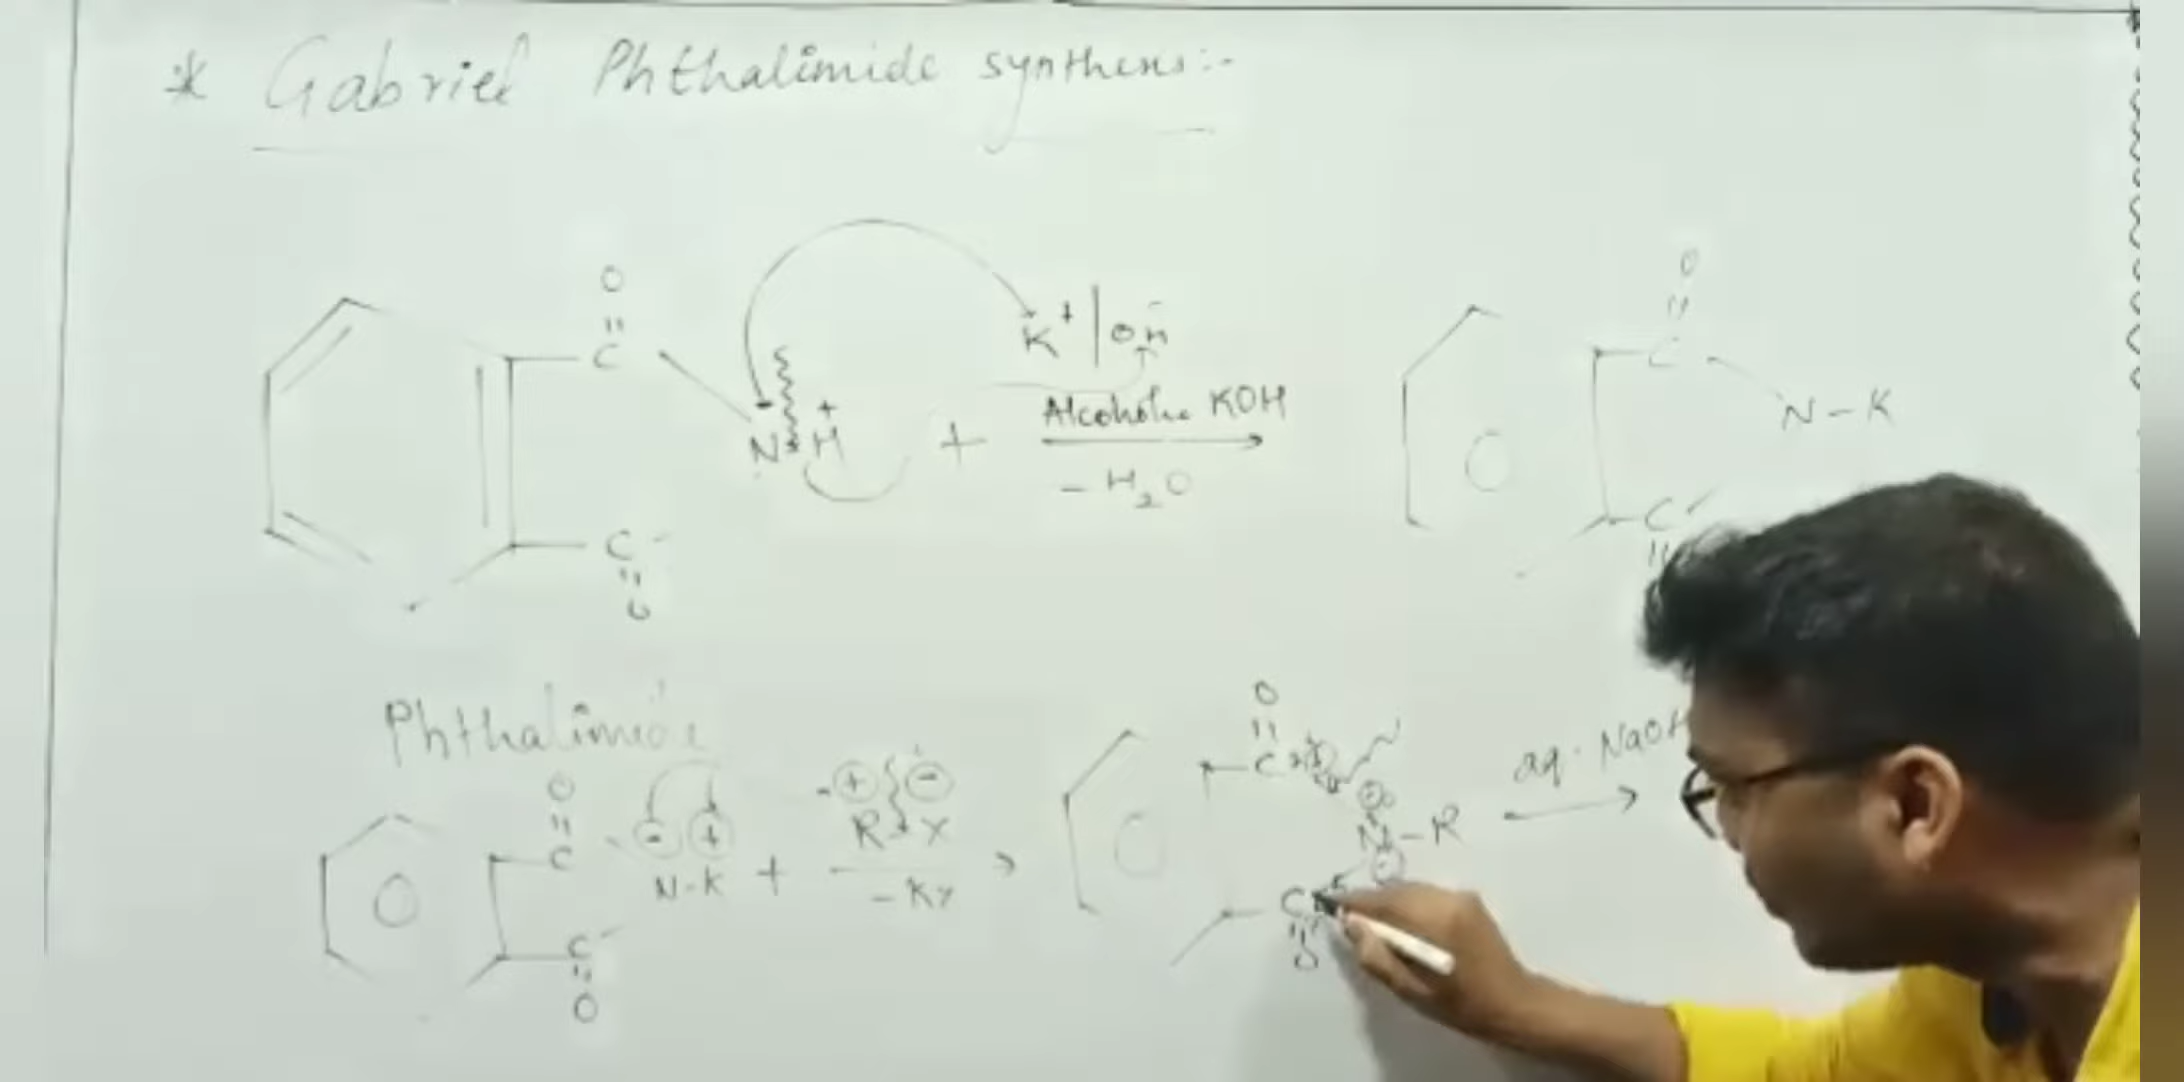 * Gabriel Phthalimide synthesis:-
O
O
C
K⁺ | OH⁻
C
Alcoholic KOH
N H⁺
+
N-K
- H₂O
C
C
O
Phthalimide
O
O
C
⊕ ⊖
C
aq. NaOH
⊖ ⊕
R X
N-R
N-K +
- KX
C
C
O
O